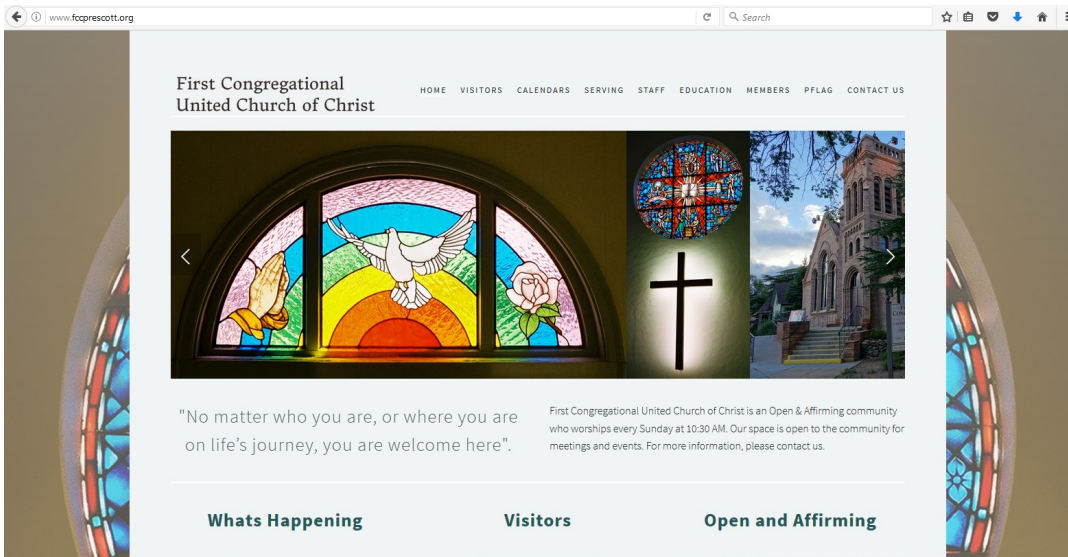 www.fccprescott.org
Search
First Congregational
United Church of Christ
HOME VISITORS CALENDARS SERVING STAFF EDUCATION MEMBERS PFLAG CONTACT US
"No matter who you are, or where you are
on life’s journey, you are welcome here".
First Congregational United Church of Christ is an Open & Affirming community
who worships every Sunday at 10:30 AM. Our space is open to the community for
meetings and events. For more information, please contact us.
Whats Happening Visitors Open and Affirming